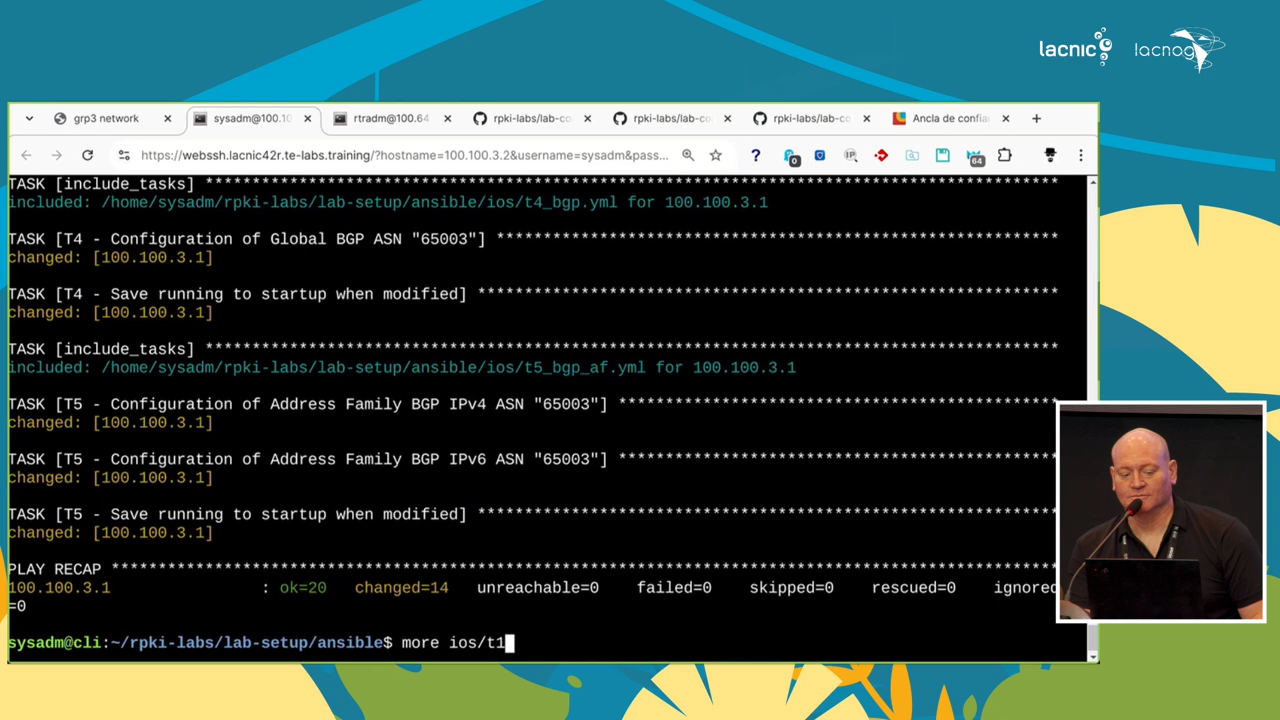 lacnic
lacnog
grp3 network
sysadm@100.10
rtradm@100.64
rpki-labs/lab-co
rpki-labs/lab-co
rpki-labs/lab-co
Ancla de confia
https://webssh.lacnic42r.te-labs.training/?hostname=100.100.3.2&username=sysadm&pass...
?
0
IP
64
TASK [include_tasks] *******************************************************************************************
included: /home/sysadm/rpki-labs/lab-setup/ansible/ios/t4_bgp.yml for 100.100.3.1
TASK [T4 - Configuration of Global BGP ASN "65003"] ************************************************************
changed: [100.100.3.1]
TASK [T4 - Save running to startup when modified] **************************************************************
changed: [100.100.3.1]
TASK [include_tasks] *******************************************************************************************
included: /home/sysadm/rpki-labs/lab-setup/ansible/ios/t5_bgp_af.yml for 100.100.3.1
TASK [T5 - Configuration of Address Family BGP IPv4 ASN "65003"] ***********************************************
changed: [100.100.3.1]
TASK [T5 - Configuration of Address Family BGP IPv6 ASN "65003"] ***********************************************
changed: [100.100.3.1]
TASK [T5 - Save running to startup when modified] **************************************************************
changed: [100.100.3.1]
PLAY RECAP *****************************************************************************************************
100.100.3.1 : ok=20 changed=14 unreachable=0 failed=0 skipped=0 rescued=0 ignored
=0
sysadm@cli:~/rpki-labs/lab-setup/ansible$ more ios/t1